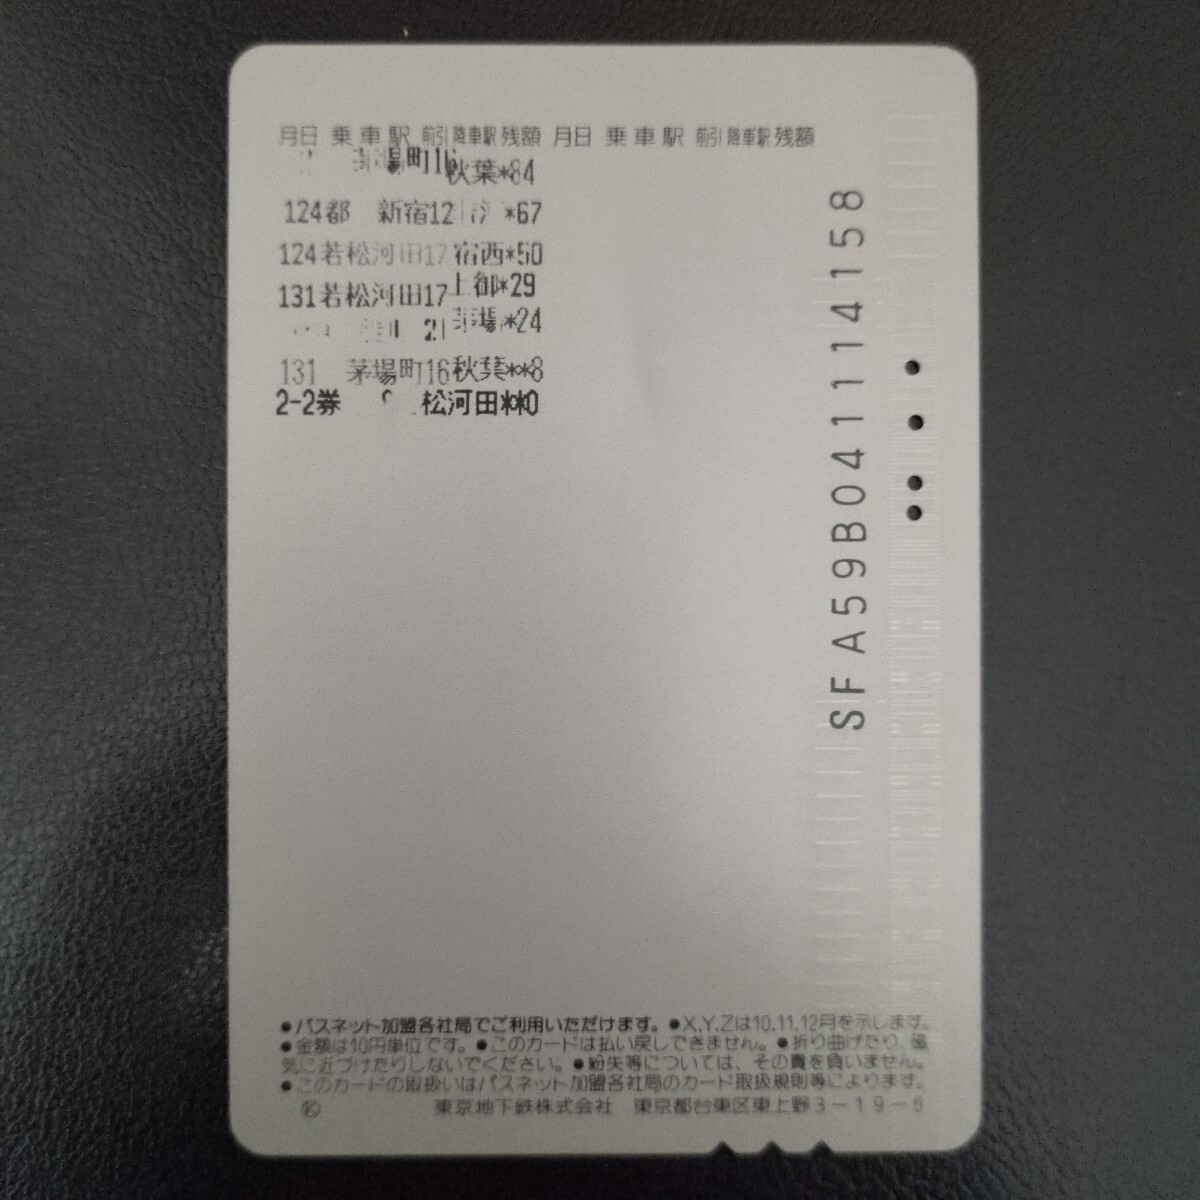 月日 乗車駅 前引 降車駅 残額 月日 乗車駅 前引 降車駅 残額
場町16 秋葉*84
124都 新宿12 *67
124若松河田17宿西*50
131若松河田17上御*29
21茅場*24
131 茅場町16秋葉**8
2-2券 松河田**0
SFA59B041114158
●パスネット加盟各社局でご利用いただけます。●X,Y,Zは10,11,12月を示します。
●金額は10円単位です。●このカードは払い戻しできません。●折り曲げたり、磁
気に近づけたりしないでください。●紛失等については、その責を負いません。
●このカードの取扱いはパスネット加盟各社局のカード取扱規則等によります。
東京地下鉄株式会社 東京都台東区東上野3-19-6